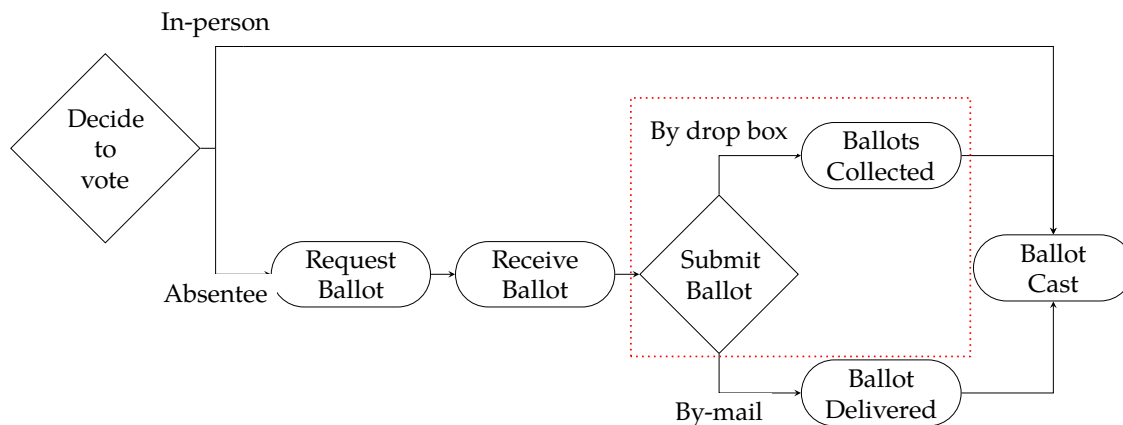 In-person
Decide
to
vote
Absentee
Request
Ballot
Receive
Ballot
Submit
Ballot
By drop box
Ballots
Collected
By-mail
Ballot
Delivered
Ballot
Cast